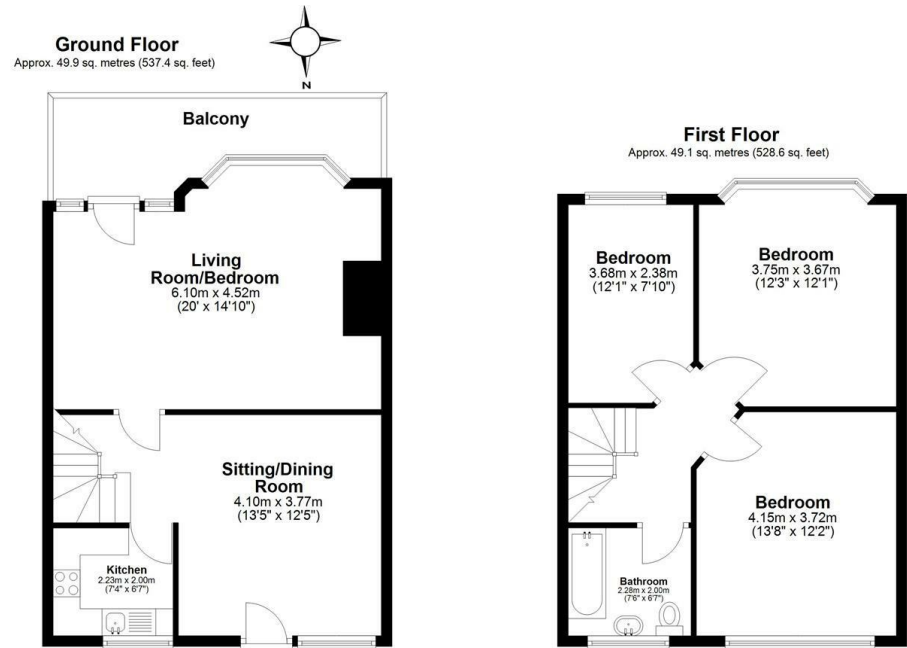 Ground Floor
Approx. 49.9 sq. metres (537.4 sq. feet)
N
Balcony
Living
Room/Bedroom
6.10m x 4.52m
(20' x 14'10")
Sitting/Dining
Room
4.10m x 3.77m
(13'5" x 12'5")
Kitchen
2.23m x 2.00m
(7'4" x 6'7")
First Floor
Approx. 49.1 sq. metres (528.6 sq. feet)
Bedroom
3.68m x 2.38m
(12'1" x 7'10")
Bedroom
3.75m x 3.67m
(12'3" x 12'1")
Bedroom
4.15m x 3.72m
(13'8" x 12'2")
Bathroom
2.28m x 2.00m
(7'6" x 6'7")